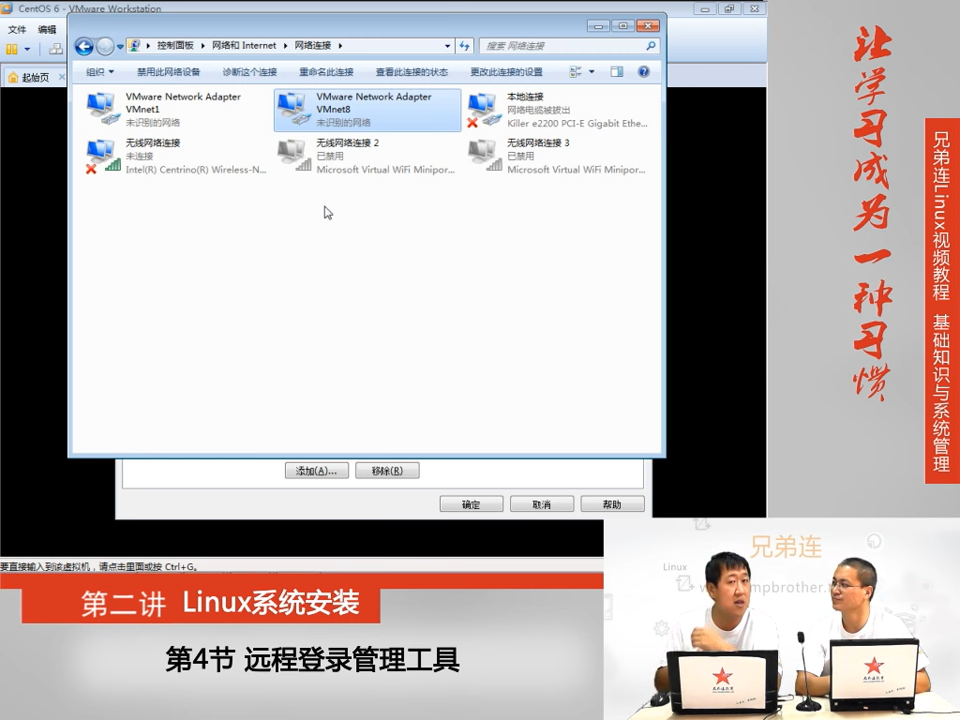 CentOS 6 - VMware Workstation
文件 编辑
起始页
控制面板 网络和 Internet 网络连接
搜索 网络连接
组织 禁用此网络设备 诊断这个连接 重命名此连接 查看此连接的状态 更改此连接的设置
VMware Network Adapter
VMnet1
未识别的网络
VMware Network Adapter
VMnet8
未识别的网络
本地连接
网络电缆被拔出
Killer e2200 PCI-E Gigabit Ethe...
无线网络连接
未连接
Intel(R) Centrino(R) Wireless-N...
无线网络连接 2
已禁用
Microsoft Virtual WiFi Minipor...
无线网络连接 3
已禁用
Microsoft Virtual WiFi Minipor...
添加(A)... 移除(R)
确定 取消 帮助
要直接输入到该虚拟机，请点击里面或按 Ctrl+G。
让学习成为一种习惯
兄弟连Linux视频教程 基础知识与系统管理
第二讲 Linux系统安装
第4节 远程登录管理工具
兄弟连
Linux